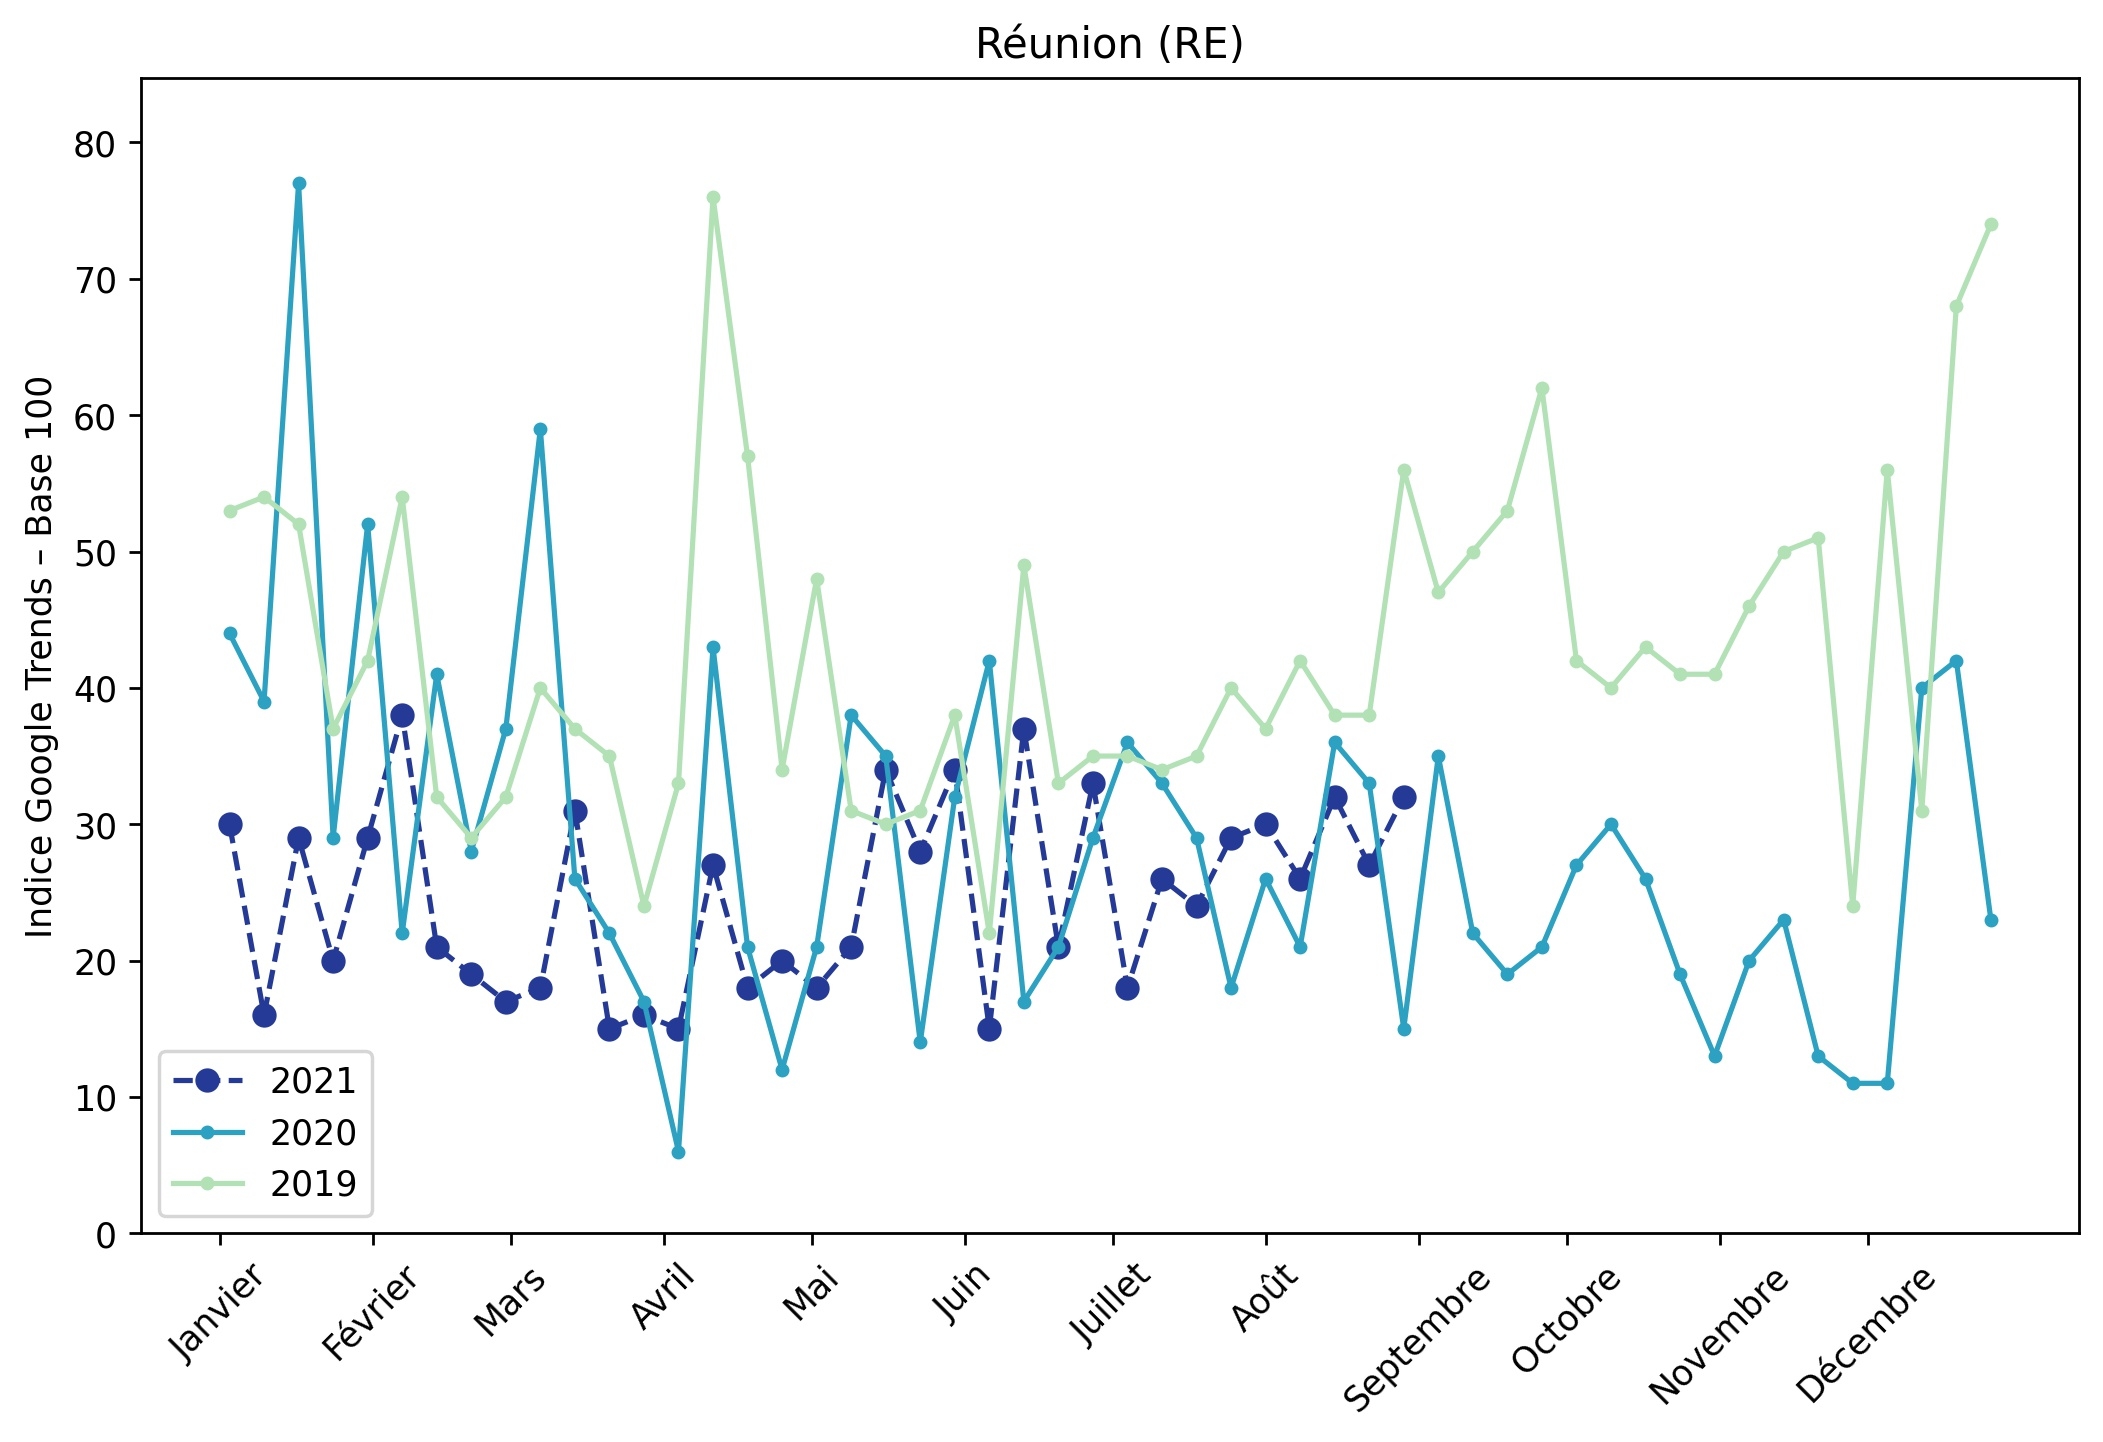 Réunion (RE)
Indice Google Trends – Base 100
80
70
60
50
40
30
20
10
0
2021
2020
2019
Janvier
Février
Mars
Avril
Mai
Juin
Juillet
Août
Septembre
Octobre
Novembre
Décembre